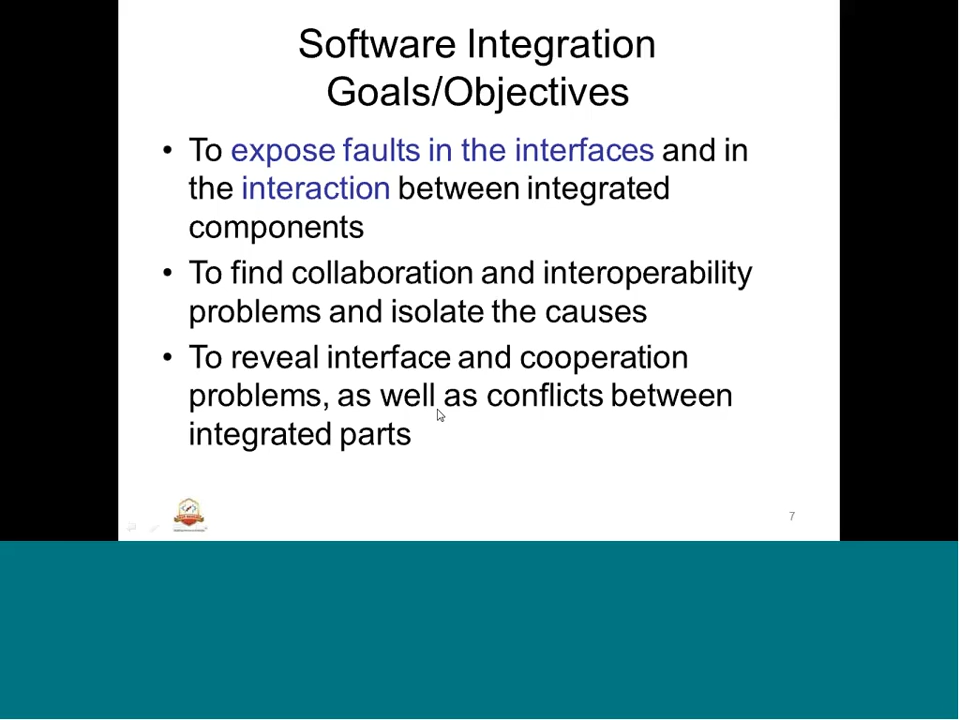 Software Integration
Goals/Objectives
• To expose faults in the interfaces and in
the interaction between integrated
components
• To find collaboration and interoperability
problems and isolate the causes
• To reveal interface and cooperation
problems, as well as conflicts between
integrated parts
7